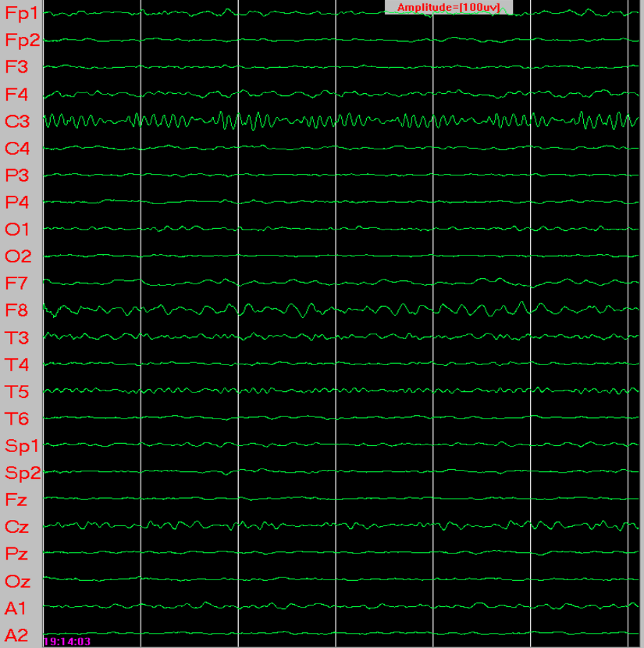 Amplitude=[100uv]
Fp1
Fp2
F3
F4
C3
C4
P3
P4
O1
O2
F7
F8
T3
T4
T5
T6
Sp1
Sp2
Fz
Cz
Pz
Oz
A1
A2
19:14:03